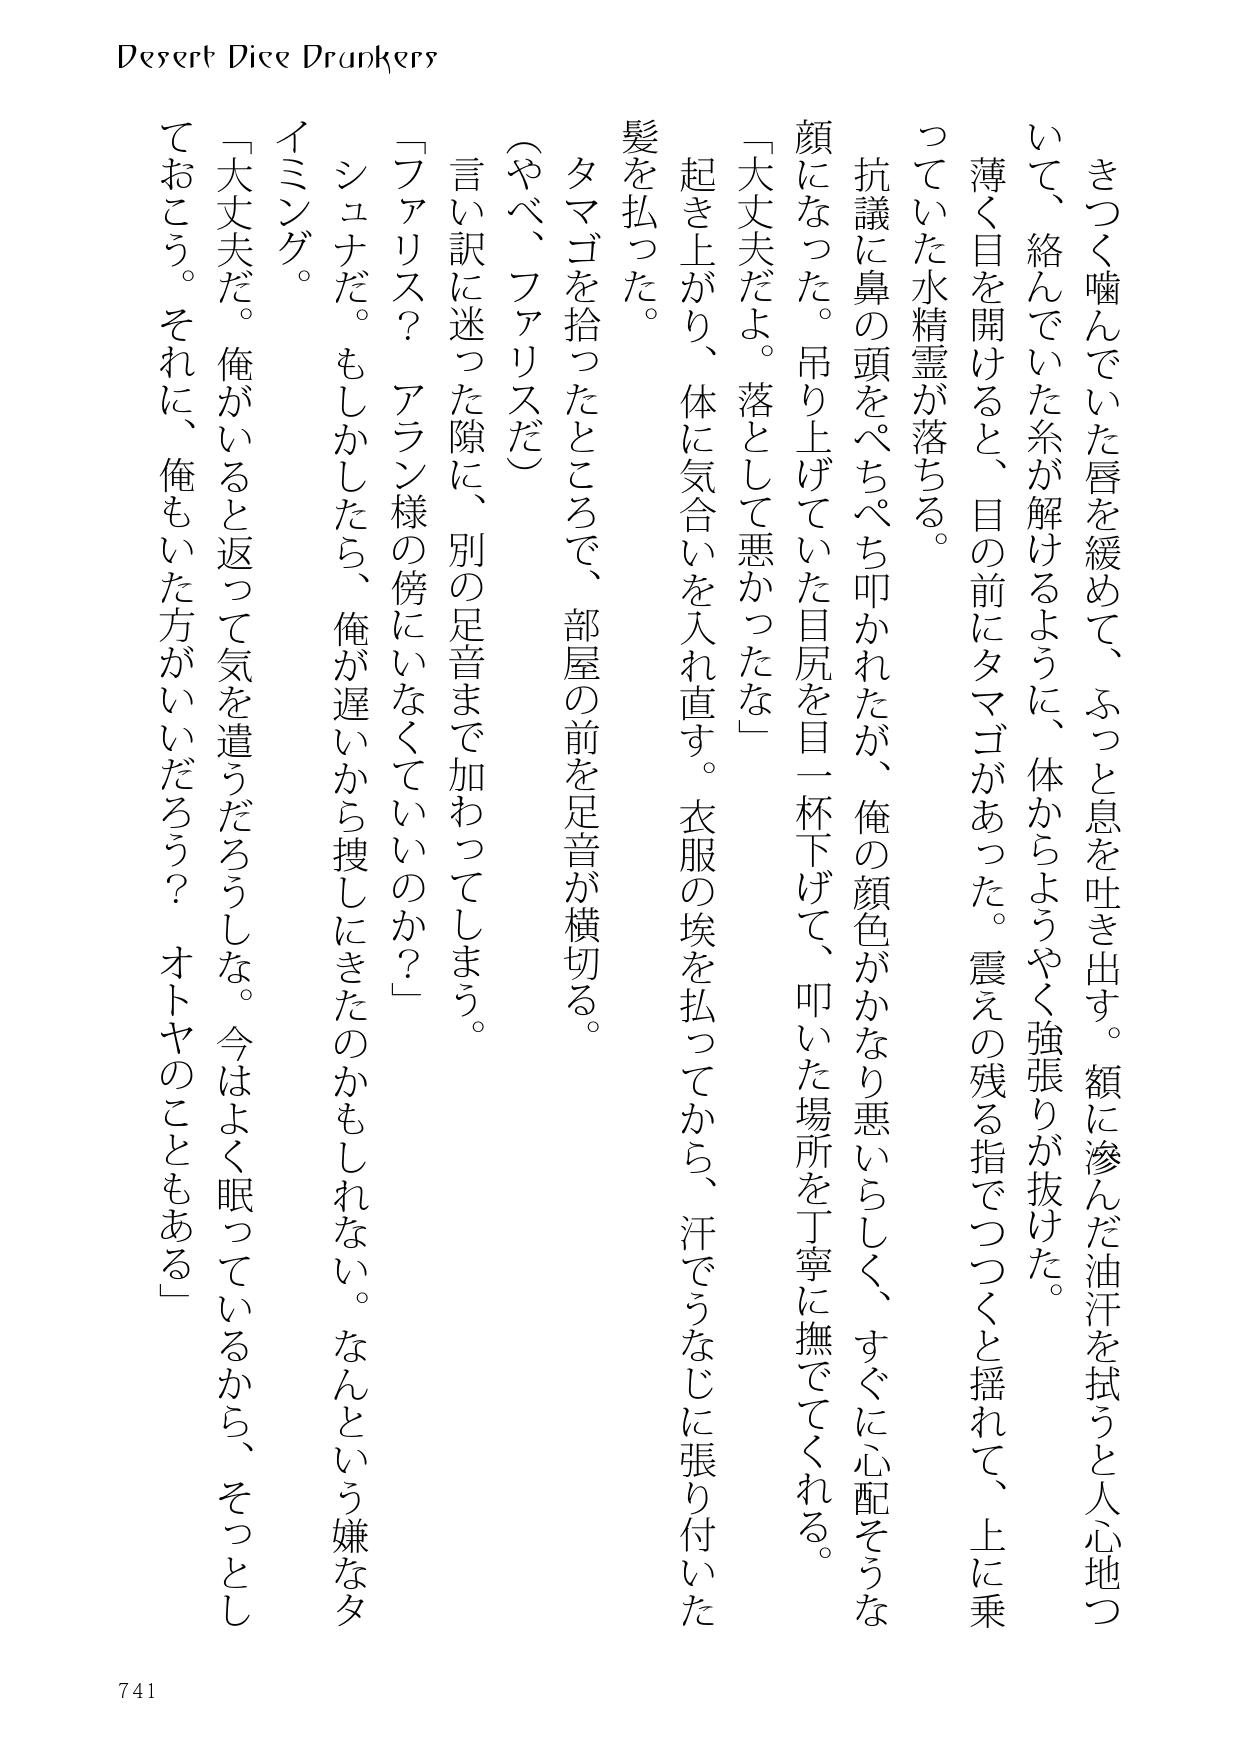 Desert Dice Drunkers
　きつく噛んでいた唇を緩めて、ふっと息を吐き出す。額に滲んだ油汗を拭うと人心地つ
いて、絡んでいた糸が解けるように、体からようやく強張りが抜けた。
　薄く目を開けると、目の前にタマゴがあった。震えの残る指でつつくと揺れて、上に乗
っていた水精霊が落ちる。
　抗議に鼻の頭をぺちぺち叩かれたが、俺の顔色がかなり悪いらしく、すぐに心配そうな
顔になった。吊り上げていた目尻を目一杯下げて、叩いた場所を丁寧に撫でてくれる。
「大丈夫だよ。落として悪かったな」
　起き上がり、体に気合いを入れ直す。衣服の埃を払ってから、汗でうなじに張り付いた
髪を払った。
　タマゴを拾ったところで、部屋の前を足音が横切る。
（やべ、ファリスだ）
　言い訳に迷った隙に、別の足音まで加わってしまう。
「ファリス？　アラン様の傍にいなくていいのか？」
　シュナだ。もしかしたら、俺が遅いから捜しにきたのかもしれない。なんという嫌なタ
イミング。
「大丈夫だ。俺がいると返って気を遣うだろうしな。今はよく眠っているから、そっとし
ておこう。それに、俺もいた方がいいだろう？　オトヤのこともある」
741